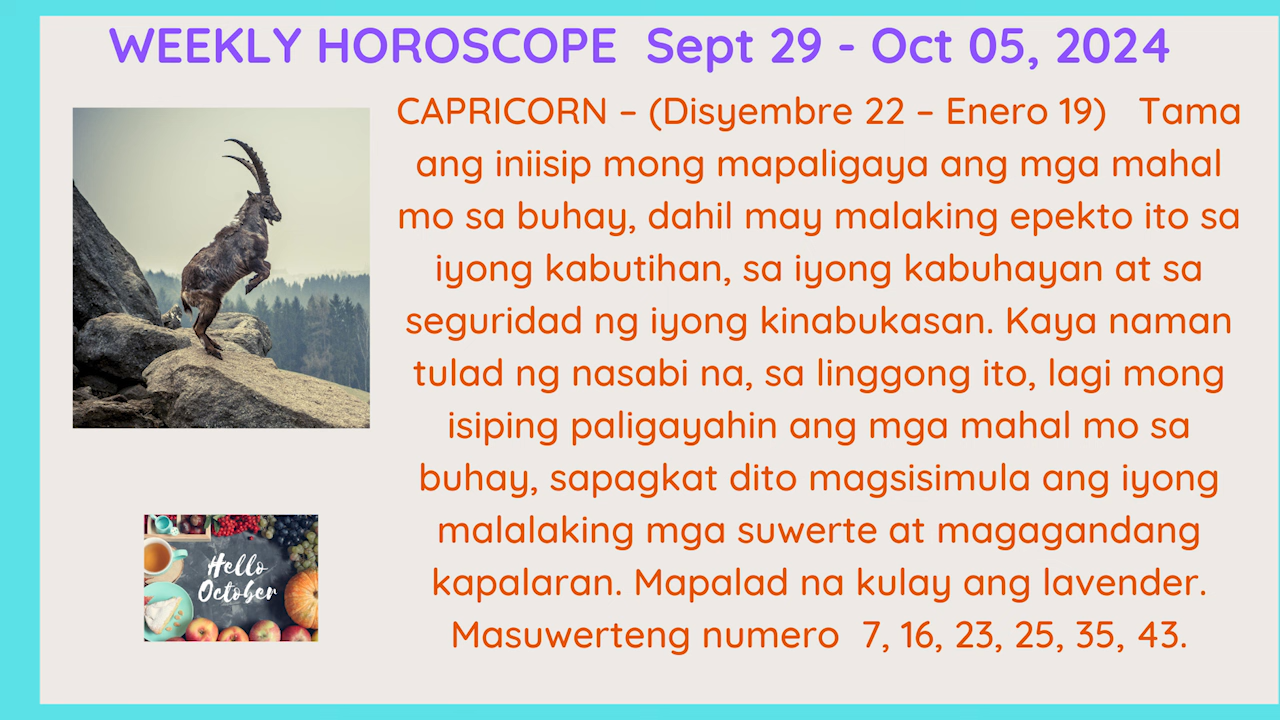 WEEKLY HOROSCOPE  Sept 29 - Oct 05, 2024
CAPRICORN – (Disyembre 22 – Enero 19)   Tama
ang iniisip mong mapaligaya ang mga mahal
mo sa buhay, dahil may malaking epekto ito sa
iyong kabutihan, sa iyong kabuhayan at sa
seguridad ng iyong kinabukasan. Kaya naman
tulad ng nasabi na, sa linggong ito, lagi mong
isiping paligayahin ang mga mahal mo sa
buhay, sapagkat dito magsisimula ang iyong
malalaking mga suwerte at magagandang
kapalaran. Mapalad na kulay ang lavender.
Masuwerteng numero  7, 16, 23, 25, 35, 43.
Hello
October